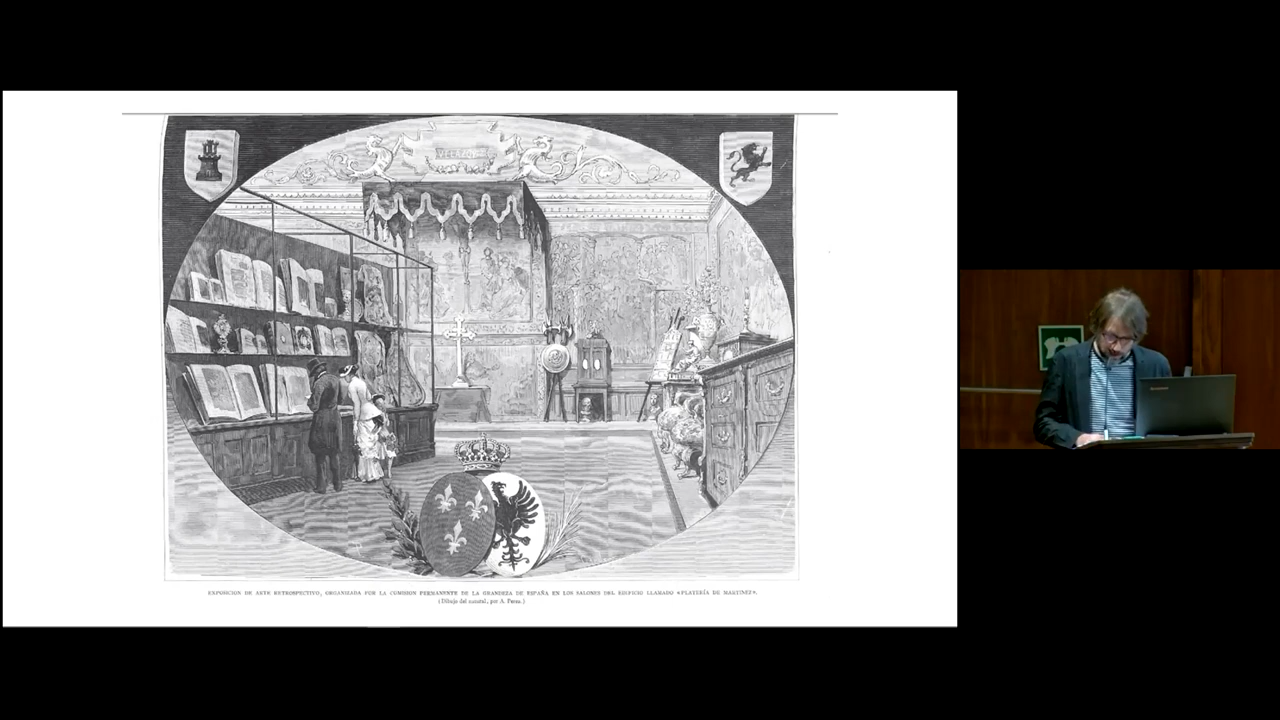 EXPOSICION DE ARTE RETROSPECTIVO, ORGANIZADA POR LA COMISION PERMANENTE DE LA GRANDEZA DE ESPAÑA EN LOS SALONES DEL EDIFICIO LLAMADO «PLATERÍA DE MARTINEZ».
(Dibujo del natural, por A. Perea.)